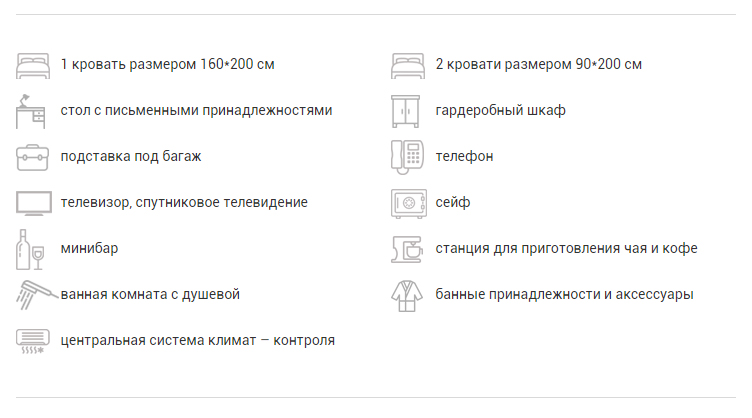 1 кровать размером 160*200 см
2 кровати размером 90*200 см
стол с письменными принадлежностями
гардеробный шкаф
подставка под багаж
телефон
телевизор, спутниковое телевидение
сейф
минибар
станция для приготовления чая и кофе
ванная комната с душевой
банные принадлежности и аксессуары
центральная система климат – контроля